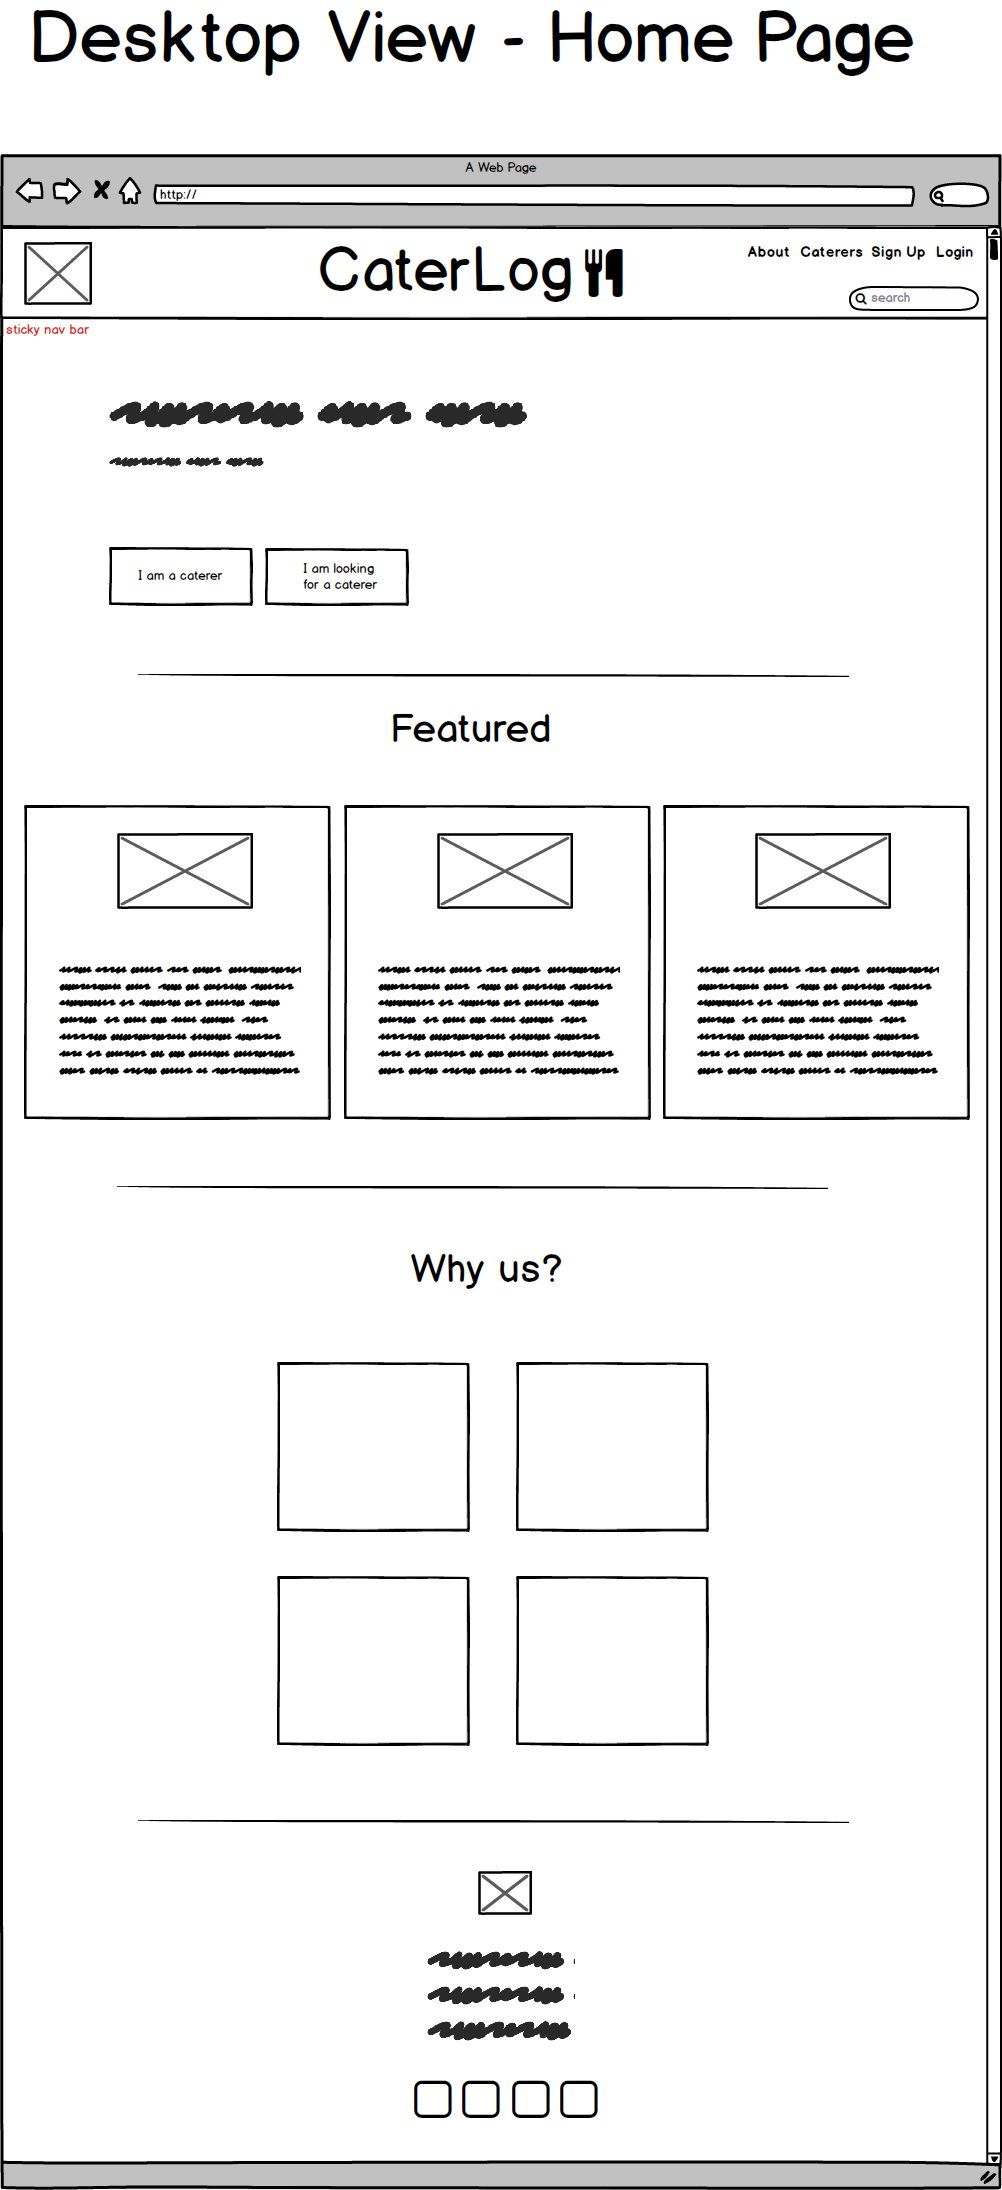 Desktop View - Home Page
A Web Page
http://
CaterLog
About Caterers Sign Up Login
search
sticky nav bar
I am a caterer
I am looking
for a caterer
Featured
Why us?